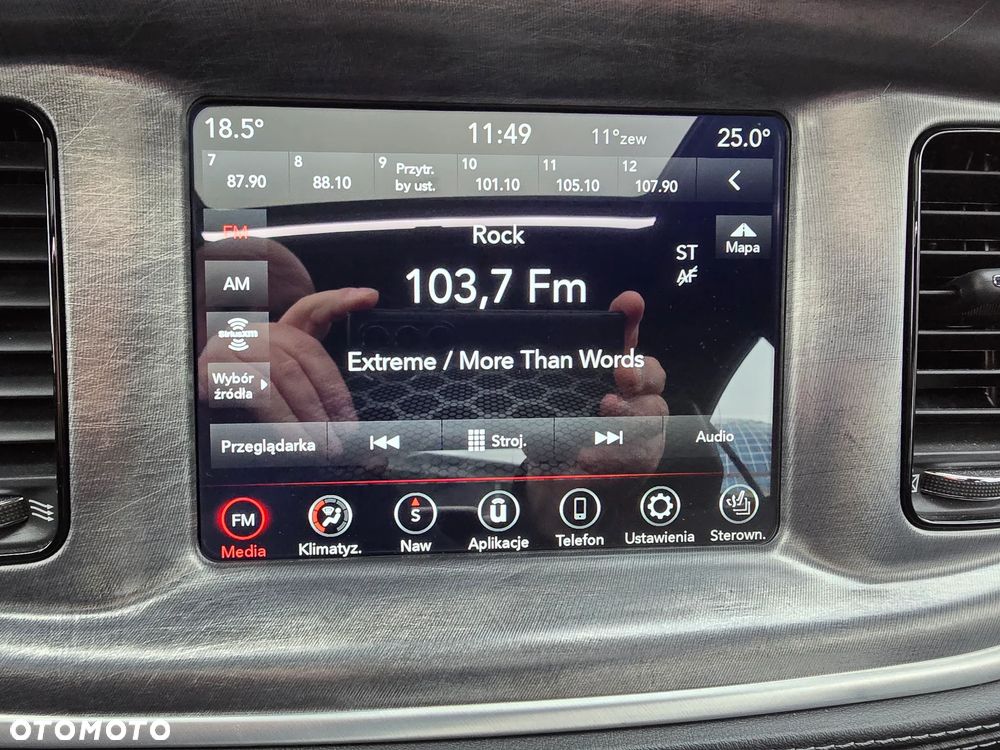 18.5° 11:49 11°zew 25.0°
7 87.90 8 88.10 9 Przytr. by ust. 10 101.10 11 105.10 12 107.90
FM
Rock
ST
Mapa
AF
AM
103,7 Fm
SiriusXM
Extreme / More Than Words
Wybór
źródła
Przeglądarka Stroj. Audio
FM S û
Media Klimatyz. Naw Aplikacje Telefon Ustawienia Sterown.
OTOMOTO